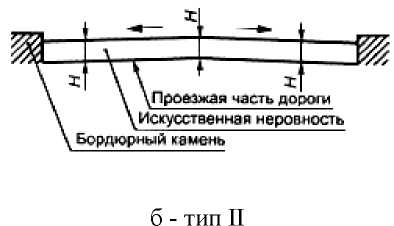 H
H
H
Проезжая часть дороги
Искусственная неровность
Бордюрный камень
б - тип II